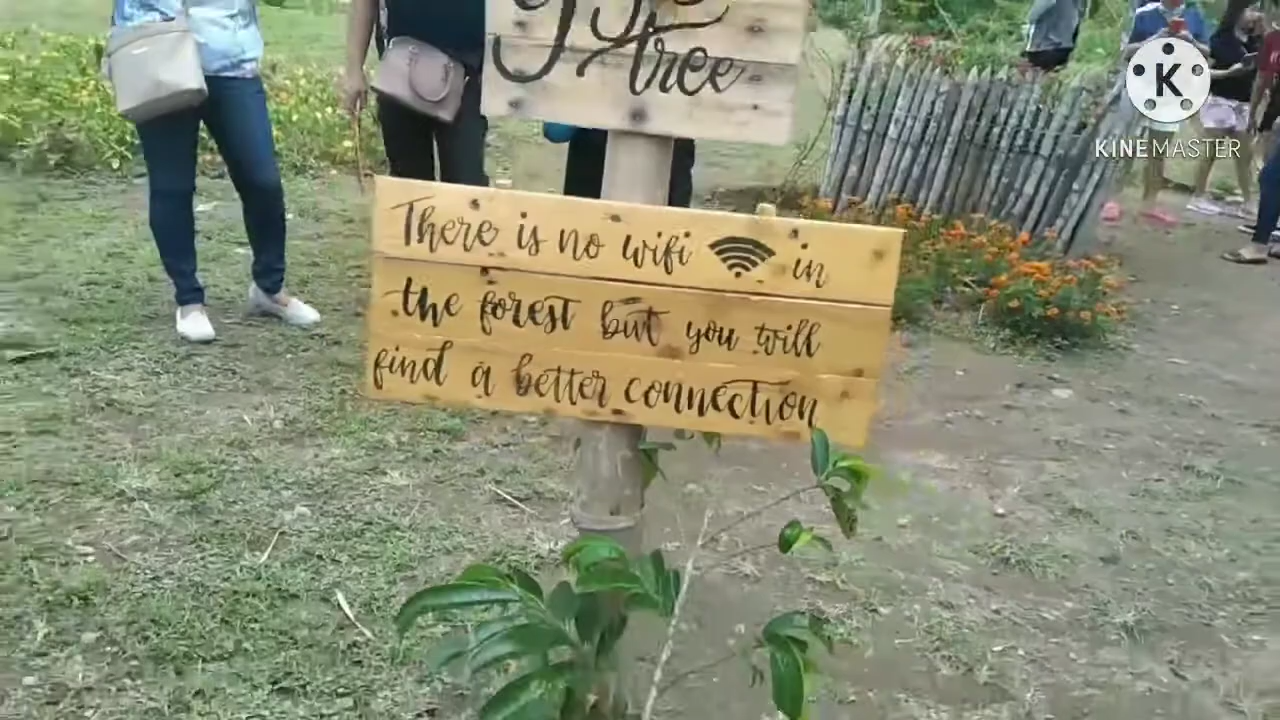 Tree
There is no wifi in
the forest but you will
find a better connection
K
KINEMASTER